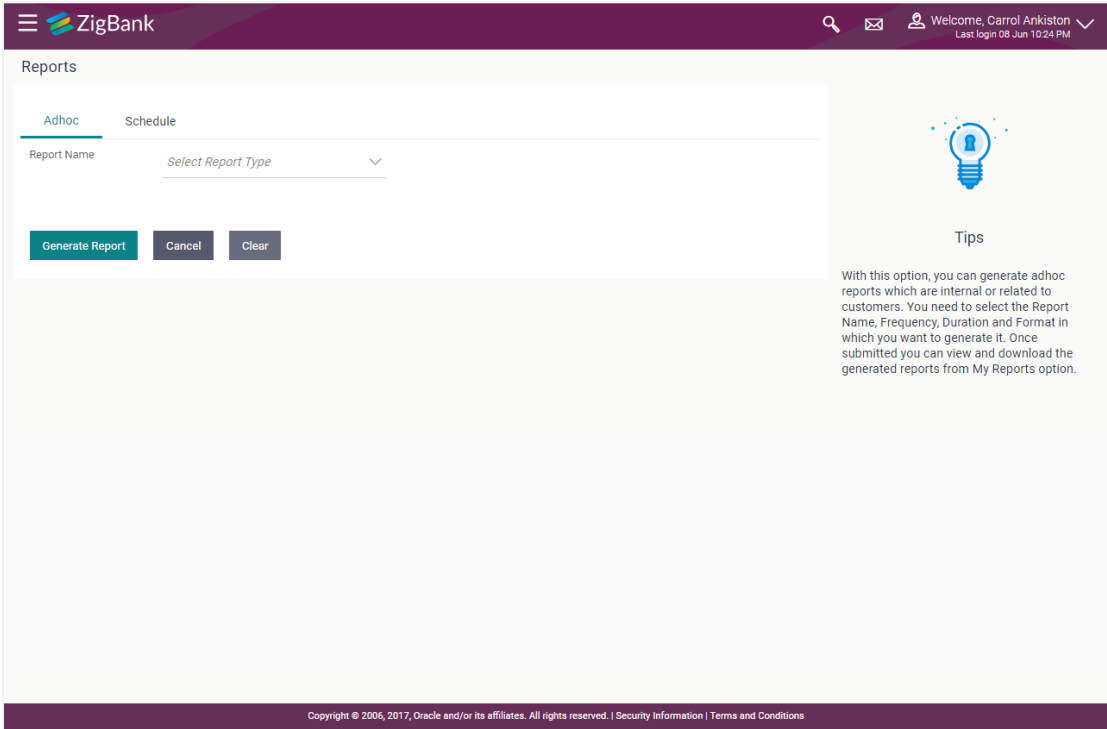 ZigBank
Welcome, Carrol Ankiston
Last login 08 Jun 10:24 PM
Reports
Adhoc
Schedule
Report Name
Select Report Type
Generate Report
Cancel
Clear
Tips
With this option, you can generate adhoc
reports which are internal or related to
customers. You need to select the Report
Name, Frequency, Duration and Format in
which you want to generate it. Once
submitted you can view and download the
generated reports from My Reports option.
Copyright © 2006, 2017, Oracle and/or its affiliates. All rights reserved. | Security Information | Terms and Conditions